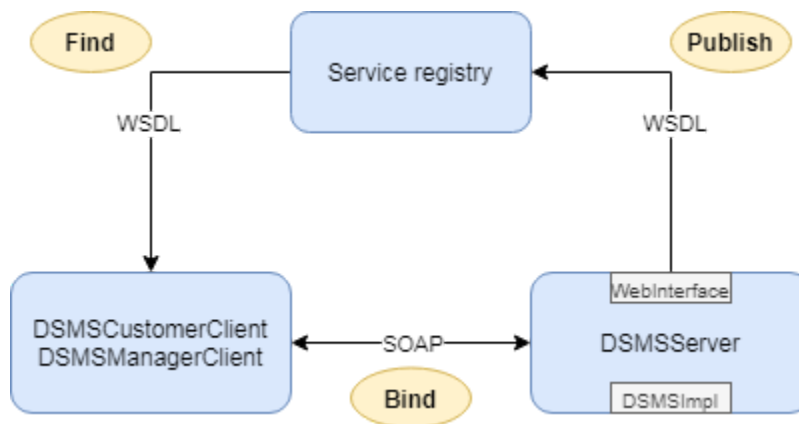 Find
Publish
Service registry
WSDL
WSDL
WebInterface
DSMSCustomerClient
DSMSManagerClient
SOAP
DSMSServer
Bind
DSMSImpl